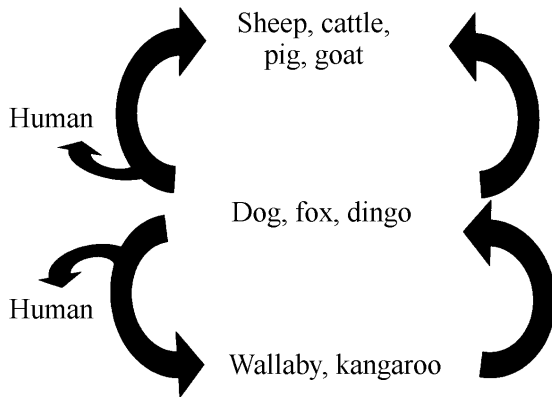 Sheep, cattle,
pig, goat
Human
Dog, fox, dingo
Human
Wallaby, kangaroo